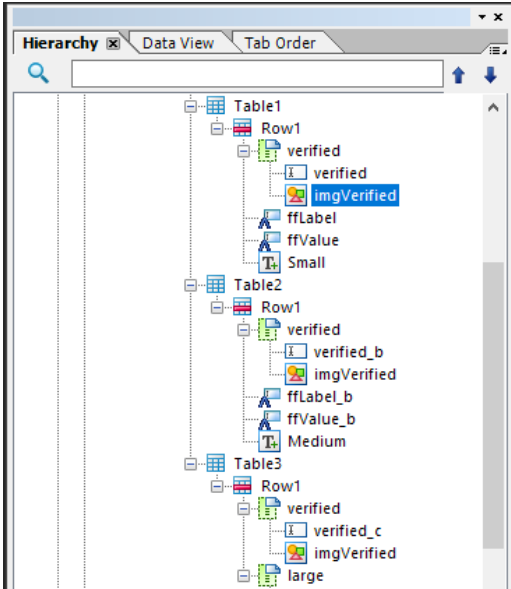 Hierarchy Data View Tab Order
Table1
Row1
verified
verified
imgVerified
ffLabel
ffValue
Small
Table2
Row1
verified
verified_b
imgVerified
ffLabel_b
ffValue_b
Medium
Table3
Row1
verified
verified_c
imgVerified
large